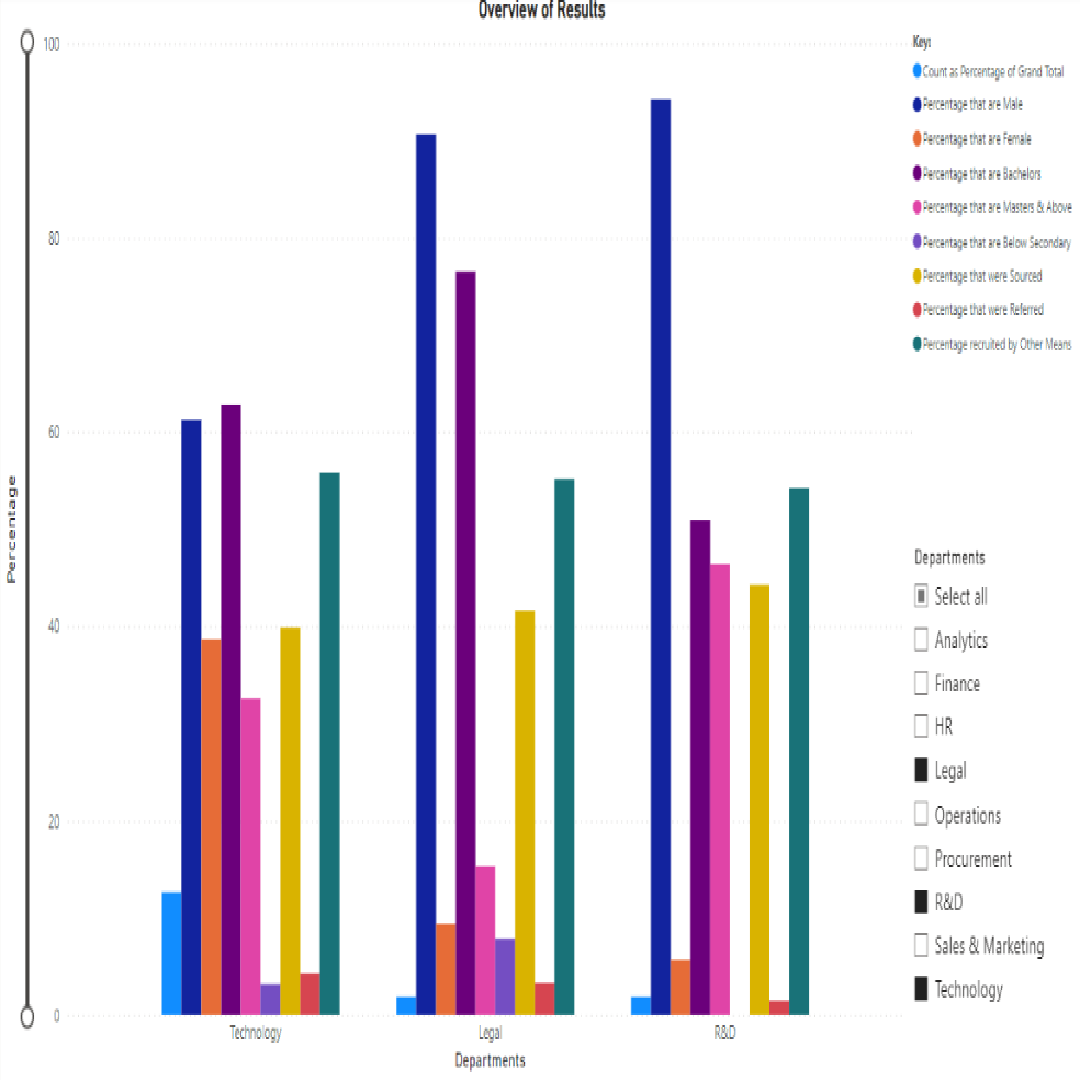 Overview of Results
Key:
Count as Percentage of Grand Total
Percentage that are Male
Percentage that are Female
Percentage that are Bachelors
Percentage that are Masters & Above
Percentage that are Below Secondary
Percentage that were Sourced
Percentage that were Referred
Percentage recruited by Other Means
100
80
60
40
20
0
Percentage
Technology
Legal
R&D
Departments
Departments
Select all
Analytics
Finance
HR
Legal
Operations
Procurement
R&D
Sales & Marketing
Technology